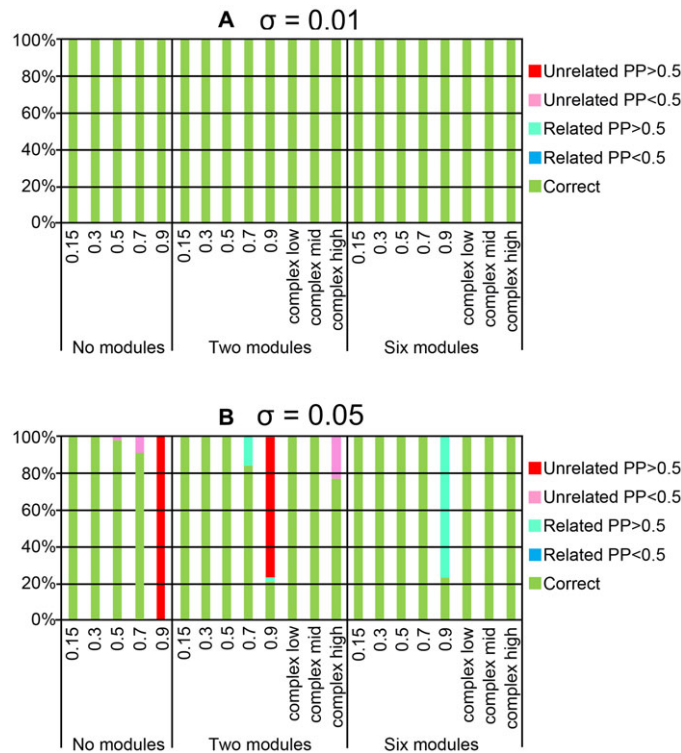 A σ = 0.01
100%
80%
60%
40%
20%
0%
Unrelated PP>0.5
Unrelated PP<0.5
Related PP>0.5
Related PP<0.5
Correct
0.15 0.3 0.5 0.7 0.9 0.15 0.3 0.5 0.7 0.9 complex low complex mid complex high 0.15 0.3 0.5 0.7 0.9 complex low complex mid complex high
No modules Two modules Six modules
B σ = 0.05
100%
80%
60%
40%
20%
0%
Unrelated PP>0.5
Unrelated PP<0.5
Related PP>0.5
Related PP<0.5
Correct
0.15 0.3 0.5 0.7 0.9 0.15 0.3 0.5 0.7 0.9 complex low complex mid complex high 0.15 0.3 0.5 0.7 0.9 complex low complex mid complex high
No modules Two modules Six modules